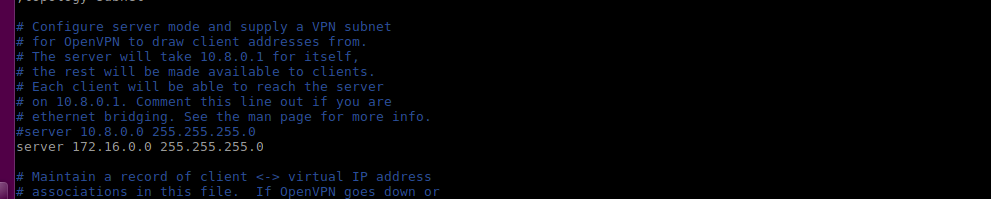 ;topology subnet
# Configure server mode and supply a VPN subnet
# for OpenVPN to draw client addresses from.
# The server will take 10.8.0.1 for itself,
# the rest will be made available to clients.
# Each client will be able to reach the server
# on 10.8.0.1. Comment this line out if you are
# ethernet bridging. See the man page for more info.
#server 10.8.0.0 255.255.255.0
server 172.16.0.0 255.255.255.0
# Maintain a record of client <-> virtual IP address
# associations in this file.  If OpenVPN goes down or